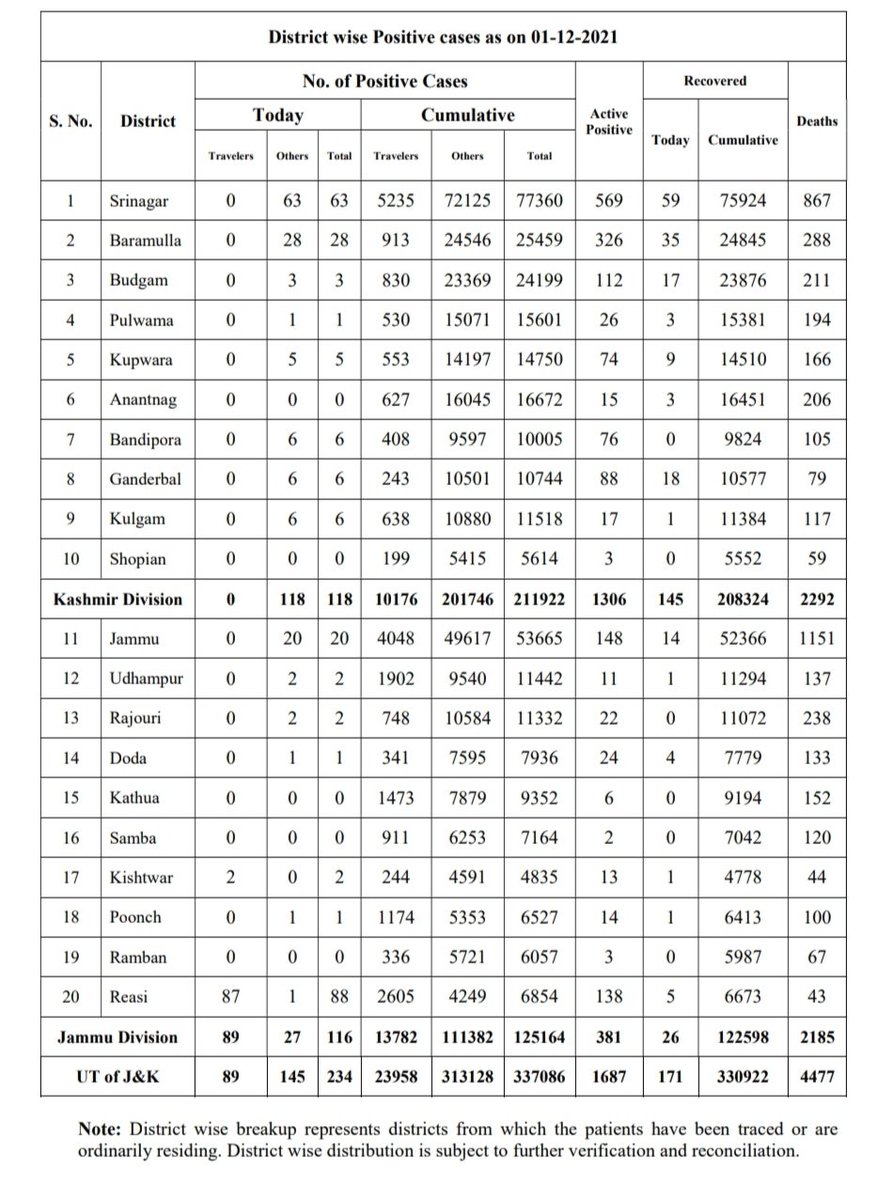 District wise Positive cases as on 01-12-2021
No. of Positive Cases
Recovered
S. No. District Today Cumulative Active Positive Today Cumulative Deaths
Travelers Others Total Travelers Others Total
1 Srinagar 0 63 63 5235 72125 77360 569 59 75924 867
2 Baramulla 0 28 28 913 24546 25459 326 35 24845 288
3 Budgam 0 3 3 830 23369 24199 112 17 23876 211
4 Pulwama 0 1 1 530 15071 15601 26 3 15381 194
5 Kupwara 0 5 5 553 14197 14750 74 9 14510 166
6 Anantnag 0 0 0 627 16045 16672 15 3 16451 206
7 Bandipora 0 6 6 408 9597 10005 76 0 9824 105
8 Ganderbal 0 6 6 243 10501 10744 88 18 10577 79
9 Kulgam 0 6 6 638 10880 11518 17 1 11384 117
10 Shopian 0 0 0 199 5415 5614 3 0 5552 59
Kashmir Division 0 118 118 10176 201746 211922 1306 145 208324 2292
11 Jammu 0 20 20 4048 49617 53665 148 14 52366 1151
12 Udhampur 0 2 2 1902 9540 11442 11 1 11294 137
13 Rajouri 0 2 2 748 10584 11332 22 0 11072 238
14 Doda 0 1 1 341 7595 7936 24 4 7779 133
15 Kathua 0 0 0 1473 7879 9352 6 0 9194 152
16 Samba 0 0 0 911 6253 7164 2 0 7042 120
17 Kishtwar 2 0 2 244 4591 4835 13 1 4778 44
18 Poonch 0 1 1 1174 5353 6527 14 1 6413 100
19 Ramban 0 0 0 336 5721 6057 3 0 5987 67
20 Reasi 87 1 88 2605 4249 6854 138 5 6673 43
Jammu Division 89 27 116 13782 111382 125164 381 26 122598 2185
UT of J&K 89 145 234 23958 313128 337086 1687 171 330922 4477
Note: District wise breakup represents districts from which the patients have been traced or are
ordinarily residing. District wise distribution is subject to further verification and reconciliation.